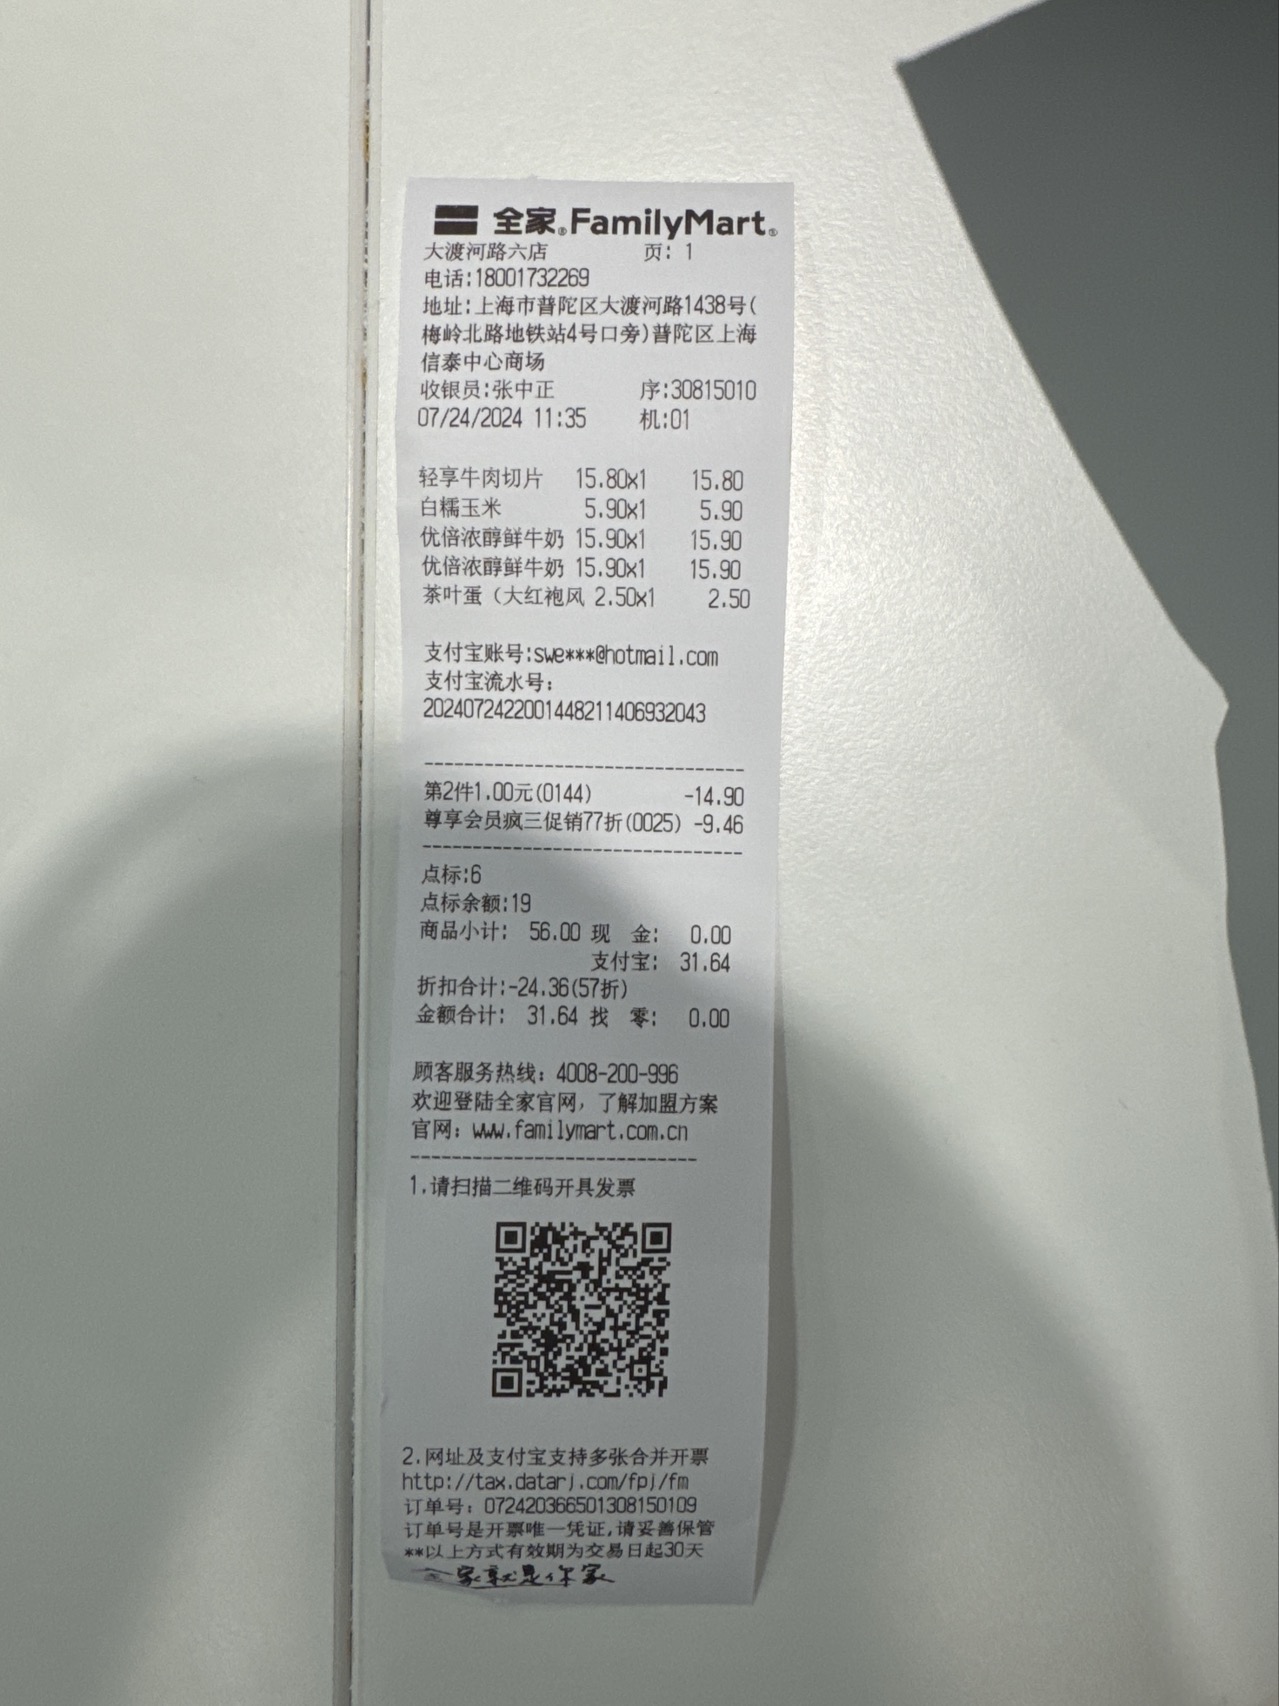 全家®FamilyMart®
大渡河路六店 页: 1
电话:18001732269
地址:上海市普陀区大渡河路1438号(
梅岭北路地铁站4号口旁)普陀区上海
信泰中心商场
收银员:张中正 序:30815010
07/24/2024 11:35 机:01
轻享牛肉切片 15.80x1 15.80
白糯玉米 5.90x1 5.90
优倍浓醇鲜牛奶 15.90x1 15.90
优倍浓醇鲜牛奶 15.90x1 15.90
茶叶蛋（大红袍风 2.50x1 2.50
支付宝账号:swe***@hotmail.com
支付宝流水号:
2024072422001448211406932043
--------------------------------
第2件1.00元(0144) -14.90
尊享会员疯三促销77折(0025) -9.46
--------------------------------
点标:6
点标余额:19
商品小计: 56.00 现 金: 0.00
支付宝: 31.64
折扣合计:-24.36(57折)
金额合计: 31.64 找 零: 0.00
顾客服务热线: 4008-200-996
欢迎登陆全家官网，了解加盟方案
官网: www.familymart.com.cn
-----------------------------
1.请扫描二维码开具发票
2.网址及支付宝支持多张合并开票
http://tax.datarj.com/fpj/fm
订单号: 072420366501308150109
订单号是开票唯一凭证,请妥善保管
**以上方式有效期为交易日起30天
全家就是你家